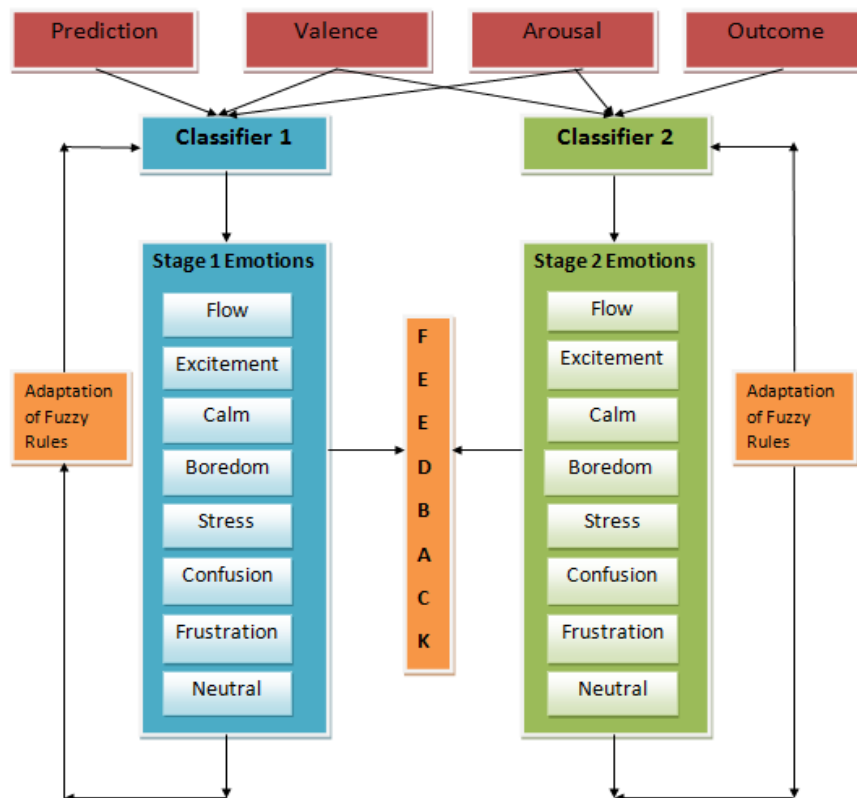 Prediction
Valence
Arousal
Outcome
Classifier 1
Classifier 2
Stage 1 Emotions
Flow
Excitement
Calm
Boredom
Stress
Confusion
Frustration
Neutral
Stage 2 Emotions
Flow
Excitement
Calm
Boredom
Stress
Confusion
Frustration
Neutral
F
E
E
D
B
A
C
K
Adaptation
of Fuzzy
Rules
Adaptation
of Fuzzy
Rules